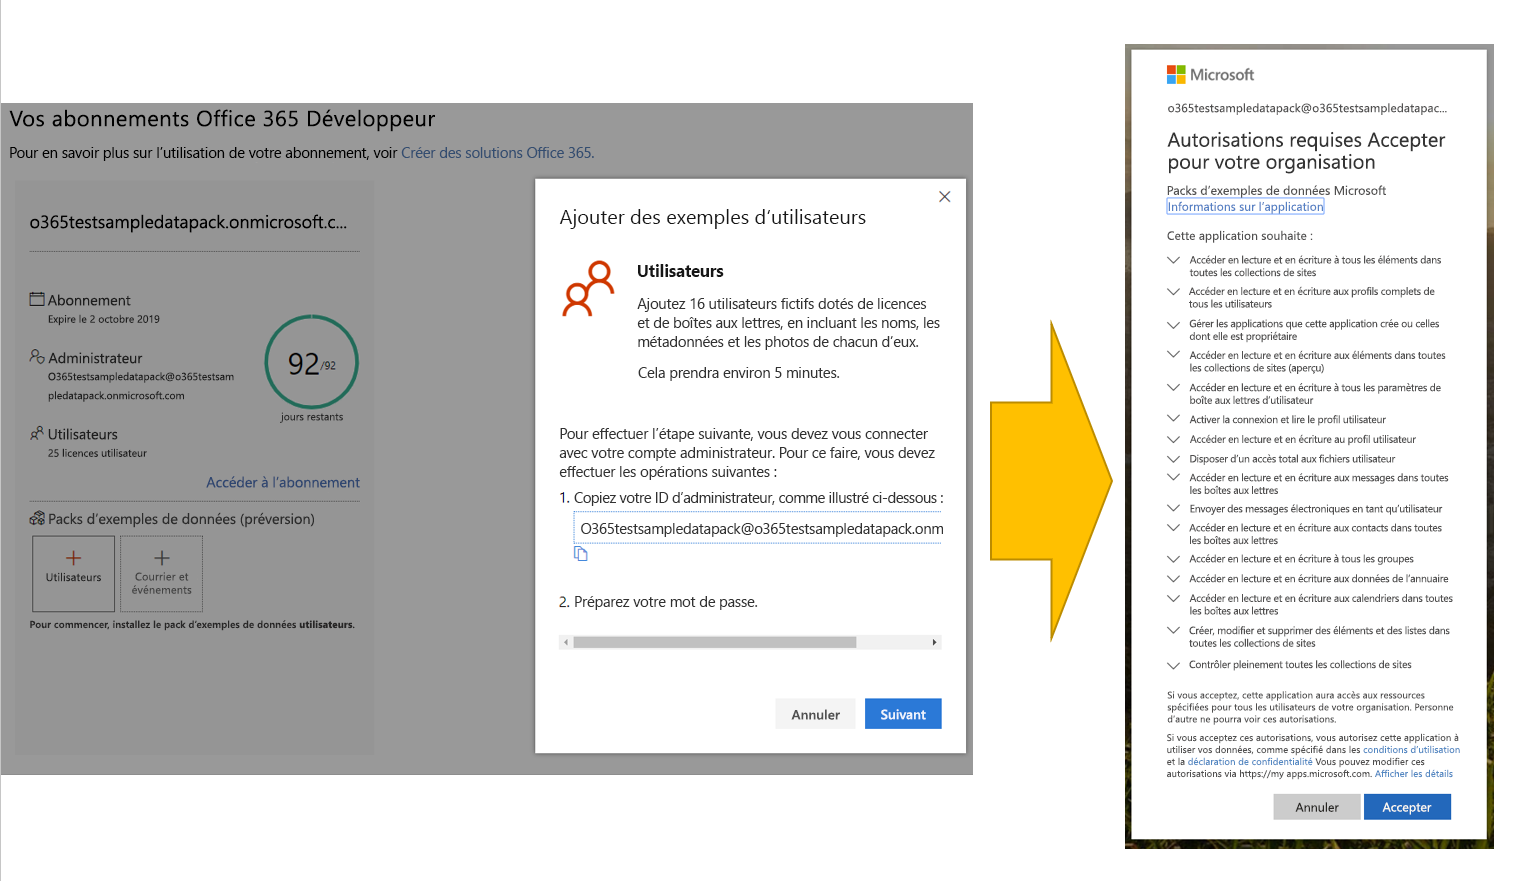 Vos abonnements Office 365 Développeur
Pour en savoir plus sur l'utilisation de votre abonnement, voir Créer des solutions Office 365.
o365testsampledatapack.onmicrosoft.c...
Abonnement
Expire le 2 octobre 2019
Administrateur
O365testsampledatapack@o365testsam
pledatapack.onmicrosoft.com
92/92
jours restants
Utilisateurs
25 licences utilisateur
Accéder à l'abonnement
Packs d'exemples de données (préversion)
Utilisateurs
Courrier et
événements
Pour commencer, installez le pack d'exemples de données utilisateurs.
Ajouter des exemples d'utilisateurs
Utilisateurs
Ajoutez 16 utilisateurs fictifs dotés de licences
et de boîtes aux lettres, en incluant les noms, les
métadonnées et les photos de chacun d'eux.
Cela prendra environ 5 minutes.
Pour effectuer l'étape suivante, vous devez vous connecter
avec votre compte administrateur. Pour ce faire, vous devez
effectuer les opérations suivantes :
1. Copiez votre ID d'administrateur, comme illustré ci-dessous :
O365testsampledatapack@o365testsampledatapack.onm
2. Préparez votre mot de passe.
Annuler
Suivant
Microsoft
o365testsampledatapack@o365testsampledatapac...
Autorisations requises Accepter
pour votre organisation
Packs d'exemples de données Microsoft
Informations sur l'application
Cette application souhaite :
Accéder en lecture et en écriture à tous les éléments dans
toutes les collections de sites
Accéder en lecture et en écriture aux profils complets de
tous les utilisateurs
Gérer les applications que cette application crée ou celles
dont elle est propriétaire
Accéder en lecture et en écriture aux éléments dans toutes
les collections de sites (aperçu)
Accéder en lecture et en écriture à tous les paramètres de
boîte aux lettres d'utilisateur
Activer la connexion et lire le profil utilisateur
Accéder en lecture et en écriture au profil utilisateur
Disposer d'un accès total aux fichiers utilisateur
Accéder en lecture et en écriture aux messages dans toutes
les boîtes aux lettres
Envoyer des messages électroniques en tant qu'utilisateur
Accéder en lecture et en écriture aux contacts dans toutes
les boîtes aux lettres
Accéder en lecture et en écriture à tous les groupes
Accéder en lecture et en écriture aux données de l'annuaire
Accéder en lecture et en écriture aux calendriers dans toutes
les boîtes aux lettres
Créer, modifier et supprimer des éléments et des listes dans
toutes les collections de sites
Contrôler pleinement toutes les collections de sites
Si vous acceptez, cette application aura accès aux ressources
spécifiées pour tous les utilisateurs de votre organisation. Personne
d'autre ne pourra voir ces autorisations.
Si vous acceptez ces autorisations, vous autorisez cette application à
utiliser vos données, comme spécifié dans les conditions d'utilisation
et la déclaration de confidentialité Vous pouvez modifier ces
autorisations via https://my apps.microsoft.com. Afficher les détails
Annuler
Accepter